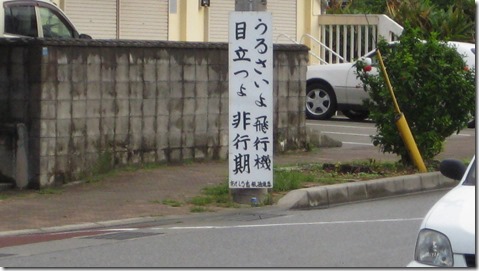 うるさいよ 飛行機
目立つよ 非行期